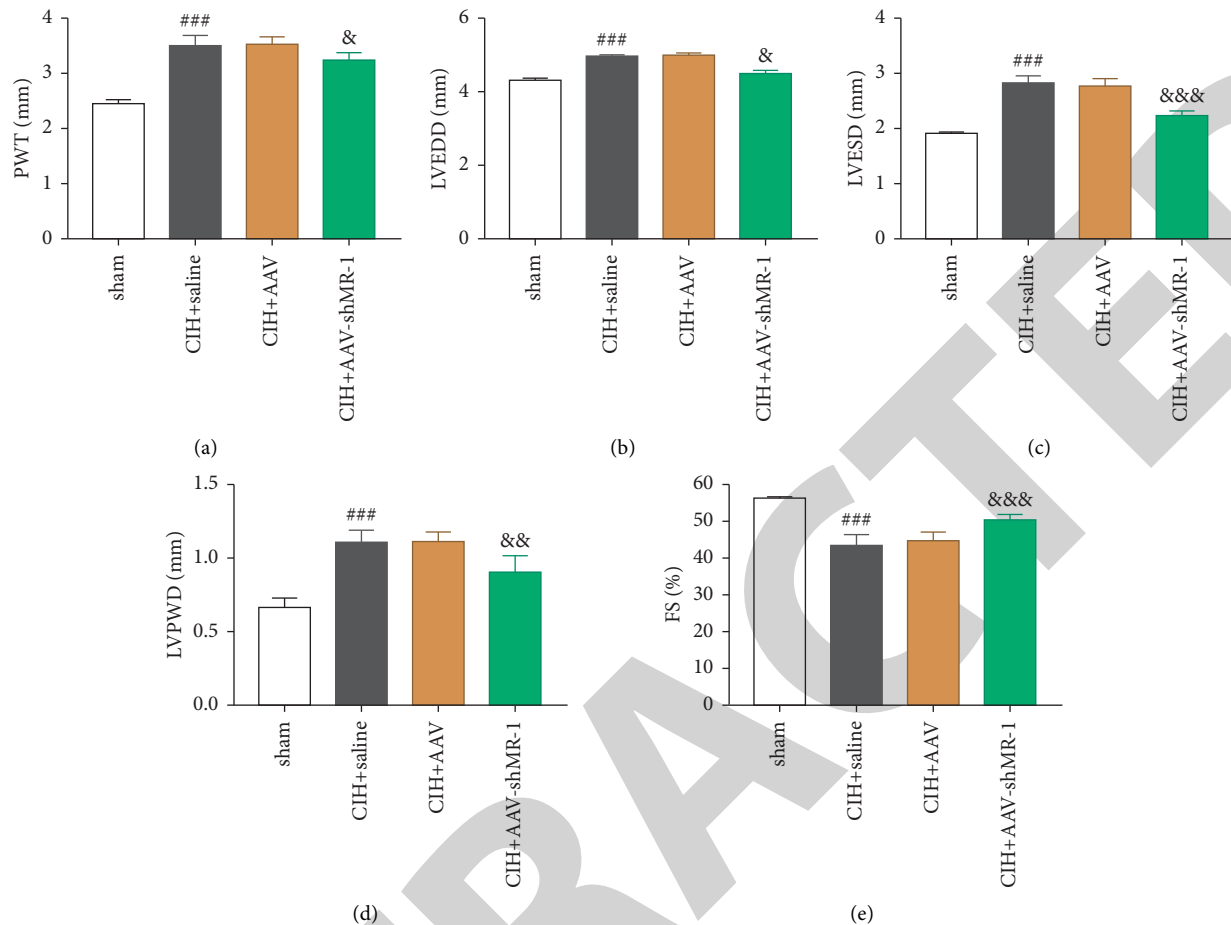 4
3
2
1
0
PWT (mm)
###
&
sham
CIH+saline
CIH+AAV
CIH+AAV-shMR-1
(a)
6
4
2
0
LVEDD (mm)
###
&
sham
CIH+saline
CIH+AAV
CIH+AAV-shMR-1
(b)
4
3
2
1
0
LVESD (mm)
###
&&&
sham
CIH+saline
CIH+AAV
CIH+AAV-shMR-1
(c)
1.5
1.0
0.5
0.0
LVPWD (mm)
###
&&
sham
CIH+saline
CIH+AAV
CIH+AAV-shMR-1
(d)
60
50
40
30
20
10
0
FS (%)
###
&&&
sham
CIH+saline
CIH+AAV
CIH+AAV-shMR-1
(e)
RACTE